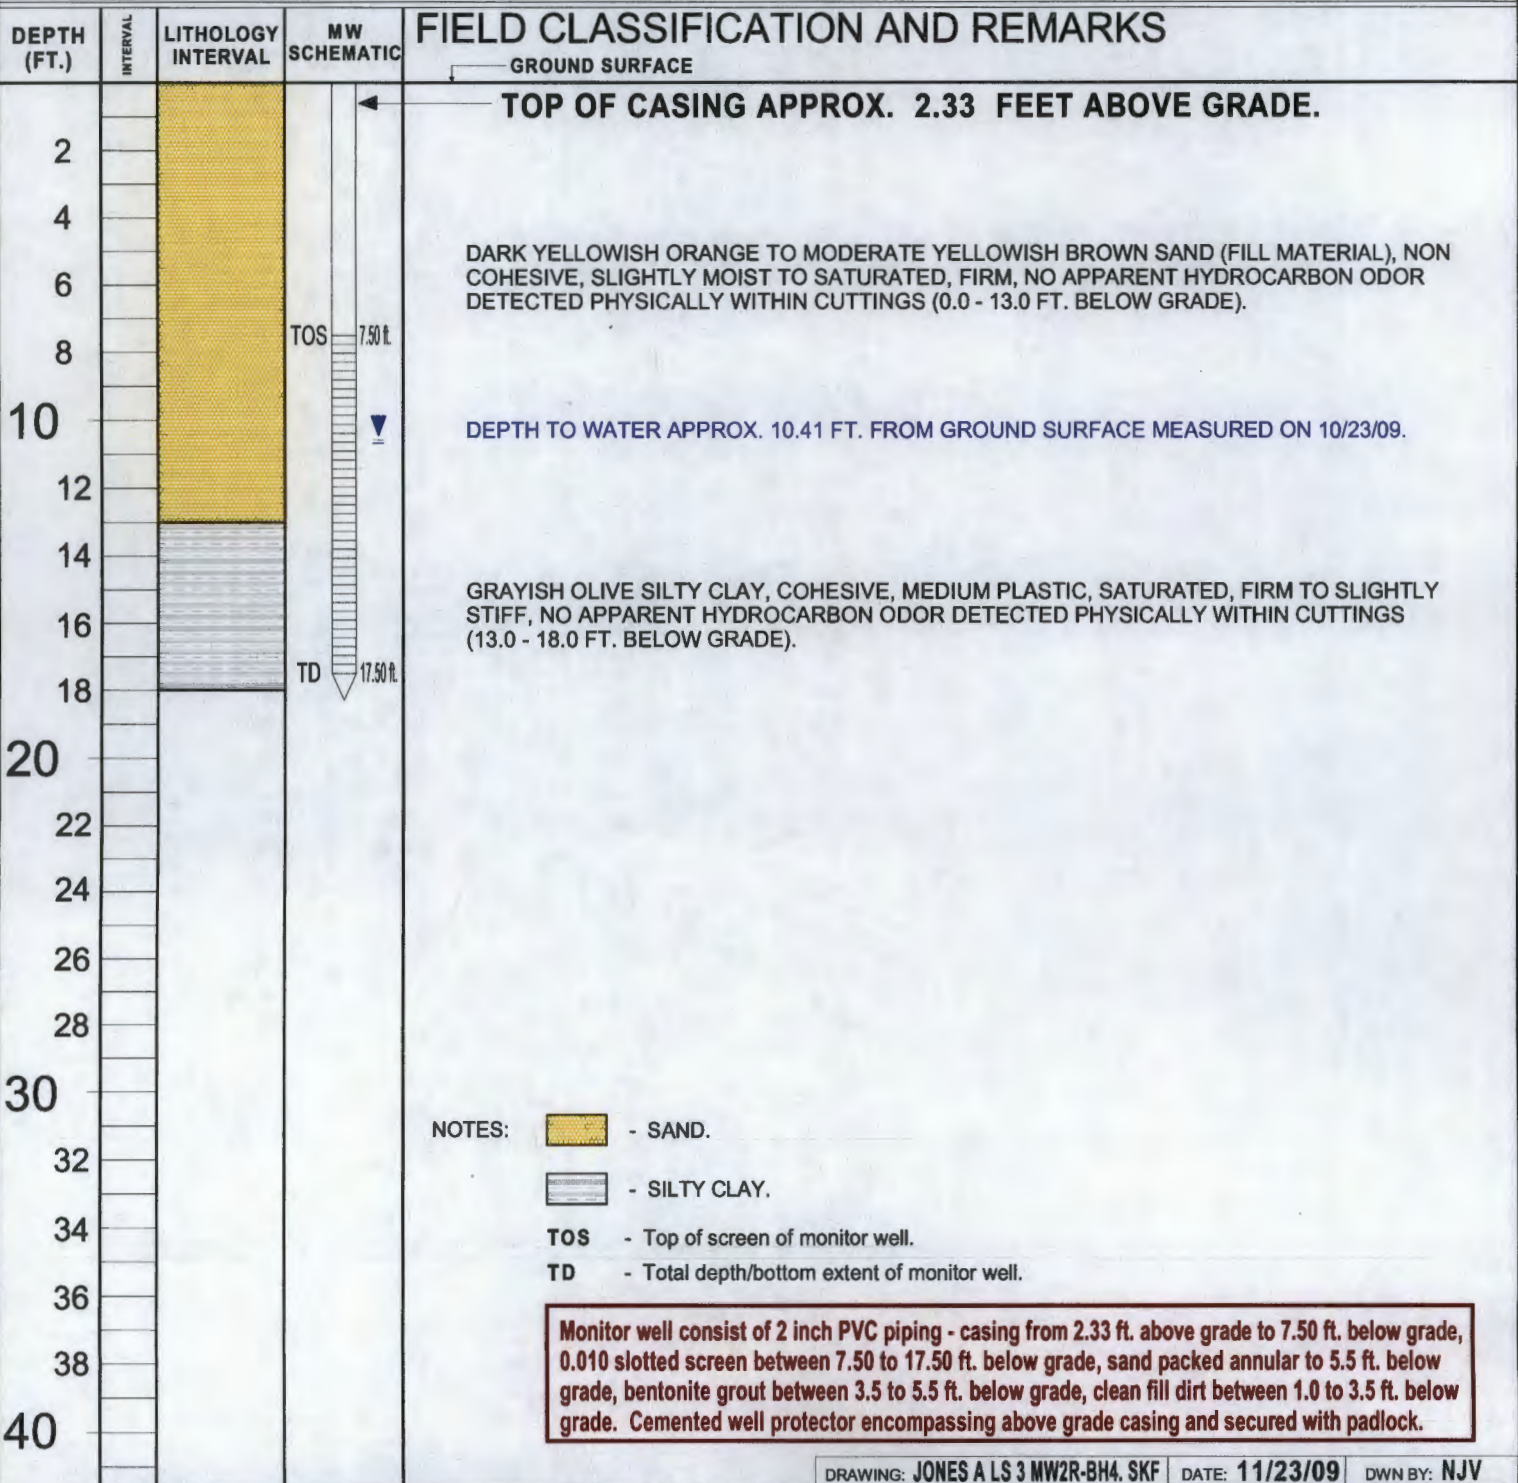 DEPTH (FT.)
INTERVAL
LITHOLOGY INTERVAL
MW SCHEMATIC
FIELD CLASSIFICATION AND REMARKS
GROUND SURFACE
TOP OF CASING APPROX. 2.33 FEET ABOVE GRADE.
2
4
DARK YELLOWISH ORANGE TO MODERATE YELLOWISH BROWN SAND (FILL MATERIAL), NON
COHESIVE, SLIGHTLY MOIST TO SATURATED, FIRM, NO APPARENT HYDROCARBON ODOR
DETECTED PHYSICALLY WITHIN CUTTINGS (0.0 - 13.0 FT. BELOW GRADE).
6
TOS 7.50 ft.
8
10
DEPTH TO WATER APPROX. 10.41 FT. FROM GROUND SURFACE MEASURED ON 10/23/09.
12
14
GRAYISH OLIVE SILTY CLAY, COHESIVE, MEDIUM PLASTIC, SATURATED, FIRM TO SLIGHTLY
STIFF, NO APPARENT HYDROCARBON ODOR DETECTED PHYSICALLY WITHIN CUTTINGS
(13.0 - 18.0 FT. BELOW GRADE).
16
TD 17.50 ft.
18
20
22
24
26
28
30
NOTES: - SAND.
32
- SILTY CLAY.
34
TOS - Top of screen of monitor well.
TD - Total depth/bottom extent of monitor well.
36
Monitor well consist of 2 inch PVC piping - casing from 2.33 ft. above grade to 7.50 ft. below grade,
0.010 slotted screen between 7.50 to 17.50 ft. below grade, sand packed annular to 5.5 ft. below
38
grade, bentonite grout between 3.5 to 5.5 ft. below grade, clean fill dirt between 1.0 to 3.5 ft. below
grade. Cemented well protector encompassing above grade casing and secured with padlock.
40
DRAWING: JONES A LS 3 MW2R-BH4. SKF DATE: 11/23/09 DWN BY: NJV